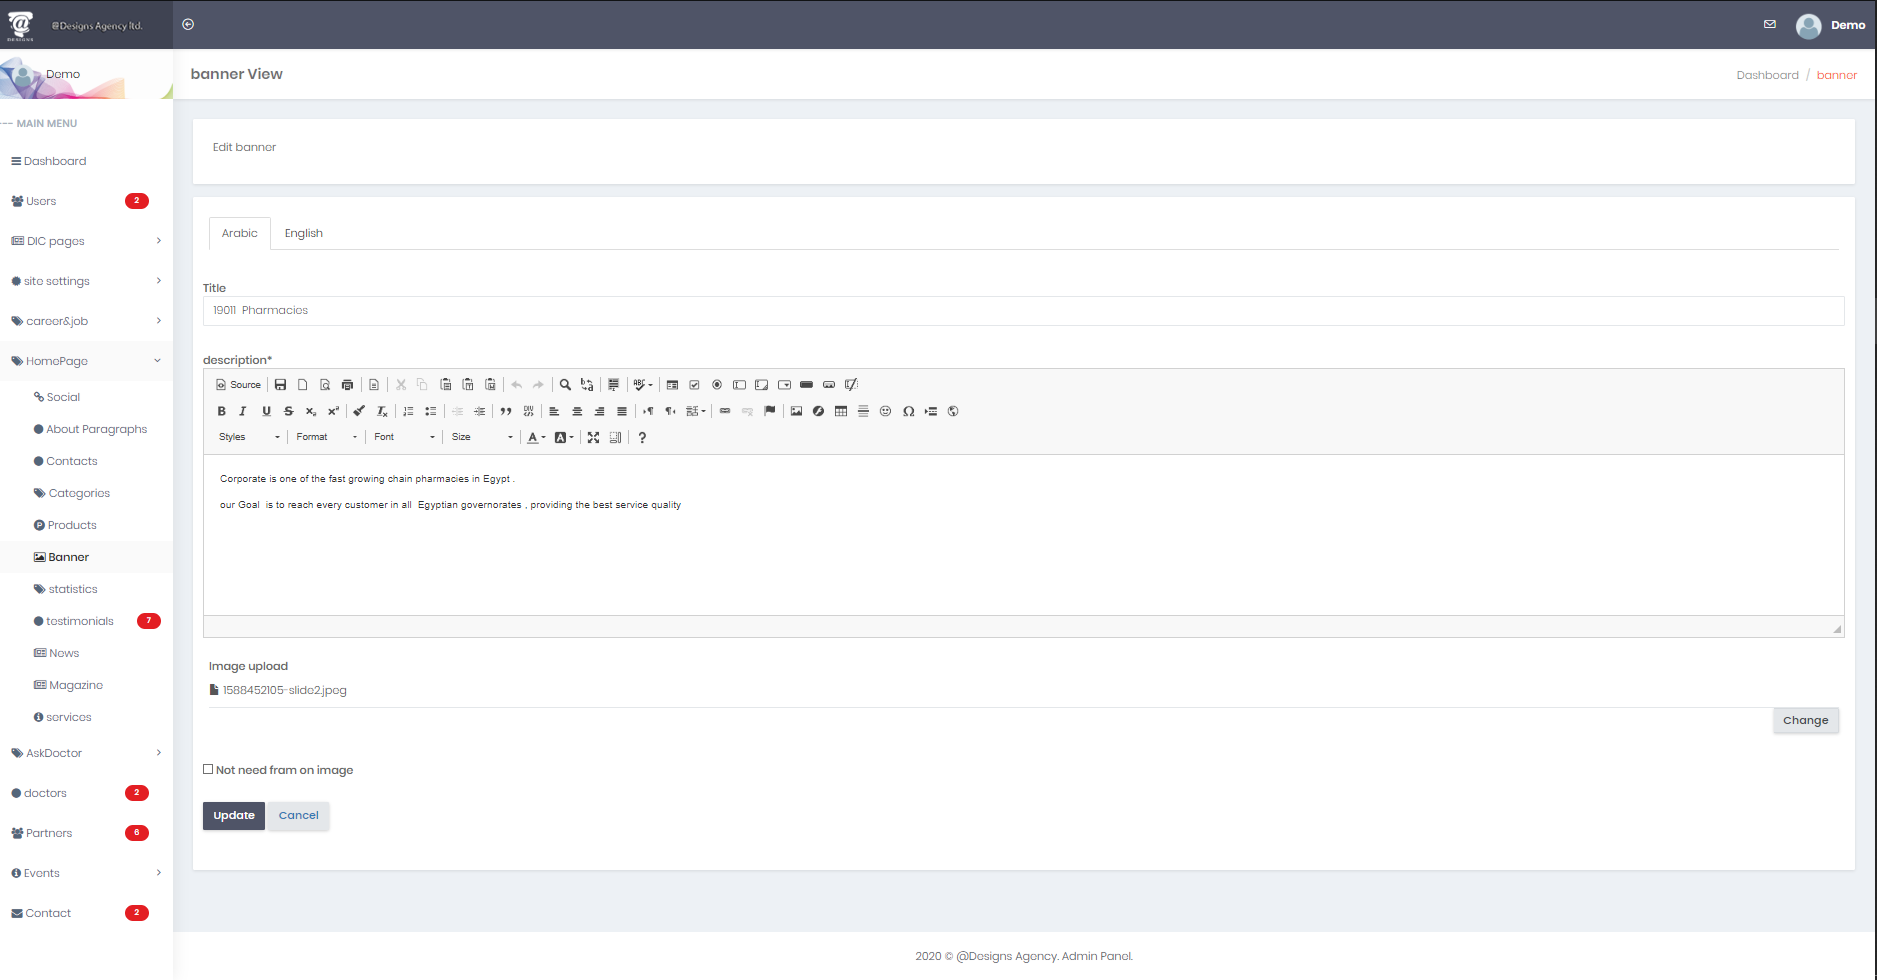 @Designs Agency ltd.
DESIGNS
Demo
Demo
banner View
Dashboard / banner
--- MAIN MENU
Dashboard
Users 2
DIC pages
site settings
career&job
HomePage
Social
About Paragraphs
Contacts
Categories
Products
Banner
statistics
testimonials 7
News
Magazine
services
AskDoctor
doctors 2
Partners 6
Events
Contact 2
Edit banner
Arabic English
Title
19011 Pharmacies
description*
Source
Styles Format Font Size
Corporate is one of the fast growing chain pharmacies in Egypt .
our Goal is to reach every customer in all Egyptian governorates , providing the best service quality
Image upload
1588452105-slide2.jpeg
Change
Not need fram on image
Update Cancel
2020 © @Designs Agency. Admin Panel.